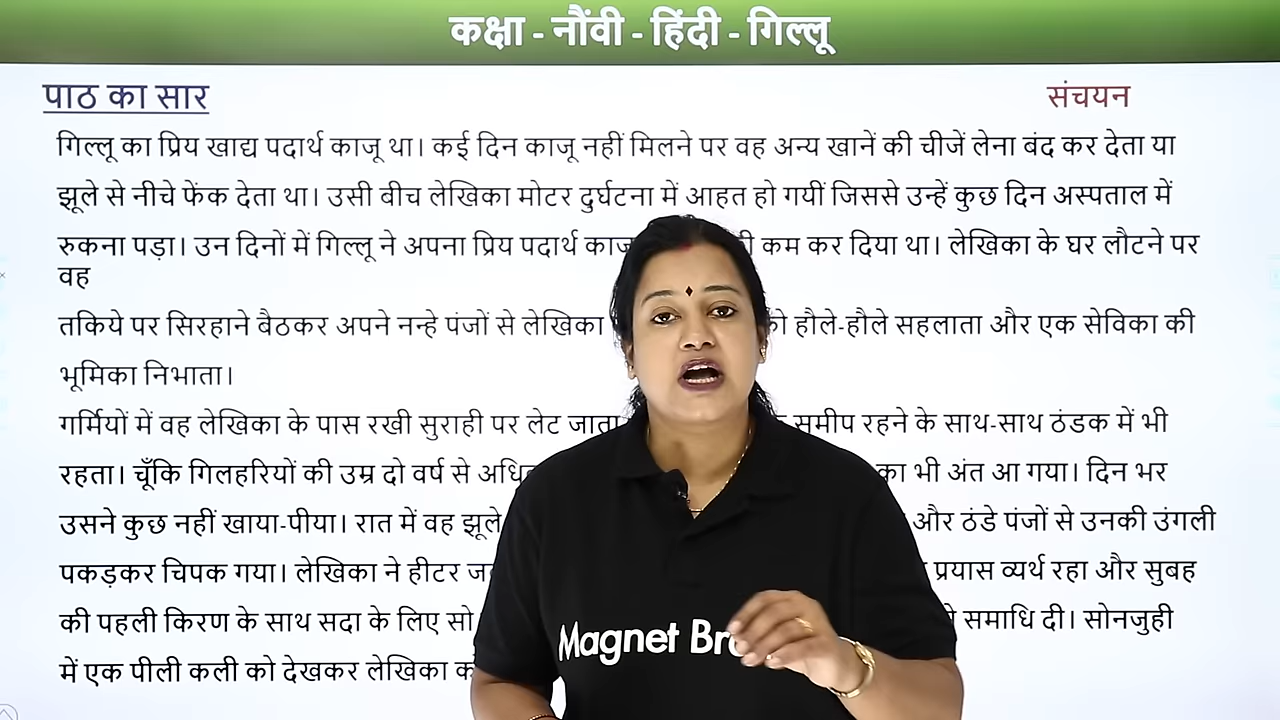 कक्षा - नौंवी - हिंदी - गिल्लू
पाठ का सार
संचयन
गिल्लू का प्रिय खाद्य पदार्थ काजू था। कई दिन काजू नहीं मिलने पर वह अन्य खानें की चीजें लेना बंद कर देता या
झूले से नीचे फेंक देता था। उसी बीच लेखिका मोटर दुर्घटना में आहत हो गयीं जिससे उन्हें कुछ दिन अस्पताल में
रुकना पड़ा। उन दिनों में गिल्लू ने अपना प्रिय पदार्थ कम कर दिया था। लेखिका के घर लौटने पर
वह
तकिये पर सिरहाने बैठकर अपने नन्हे पंजों से लेखिका हौले-हौले सहलाता और एक सेविका की
भूमिका निभाता।
गर्मियों में वह लेखिका के पास रखी सुराही पर लेट जाता समीप रहने के साथ-साथ ठंडक में भी
रहता। चूँकि गिलहरियों की उम्र दो वर्ष से का भी अंत आ गया। दिन भर
उसने कुछ नहीं खाया-पीया। रात में वह झूले और ठंडे पंजों से उनकी उंगली
पकड़कर चिपक गया। लेखिका ने हीटर प्रयास व्यर्थ रहा और सुबह
की पहली किरण के साथ सदा के लिए सो समाधि दी। सोनजुही
में एक पीली कली को देखकर लेखिका
Magnet